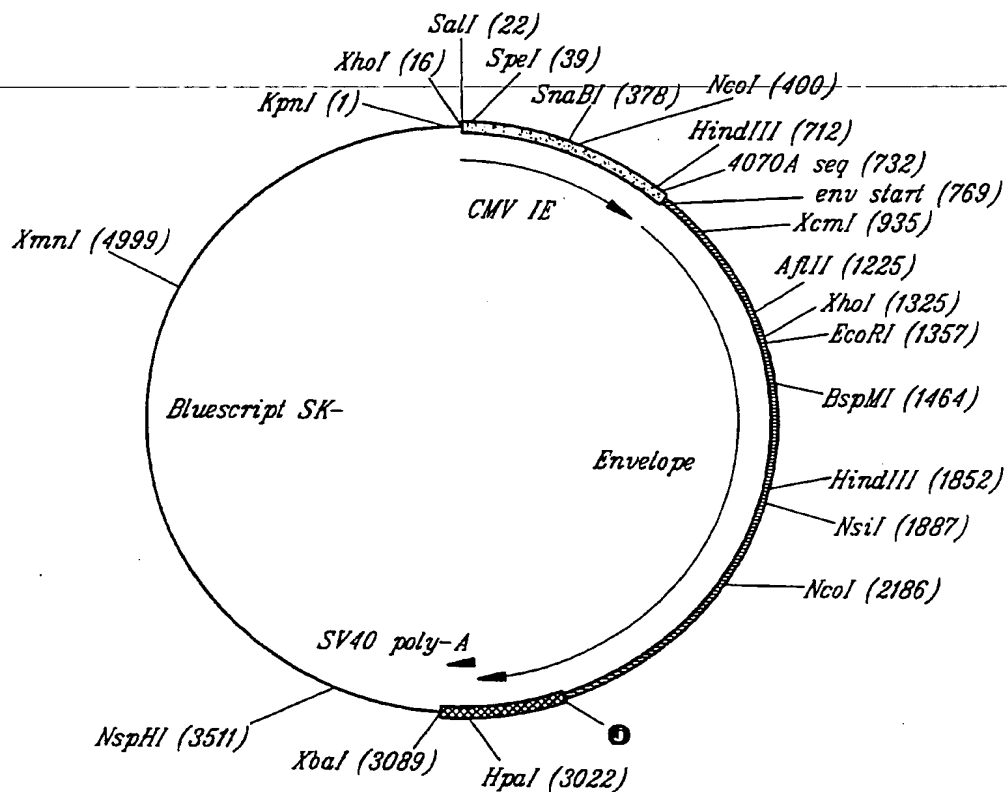 SalI (22)
XhoI (16)
SpeI (39)
KpnI (1)
SnaBI (378)
NcoI (400)
HindIII (712)
4070A seq (732)
env start (769)
CMV IE
XcmI (935)
XmnI (4999)
AflII (1225)
XhoI (1325)
EcoRI (1357)
Bluescript SK-
BspMI (1464)
Envelope
HindIII (1852)
NsiI (1887)
NcoI (2186)
SV40 poly-A
NspHI (3511)
J
XbaI (3089)
HpaI (3022)